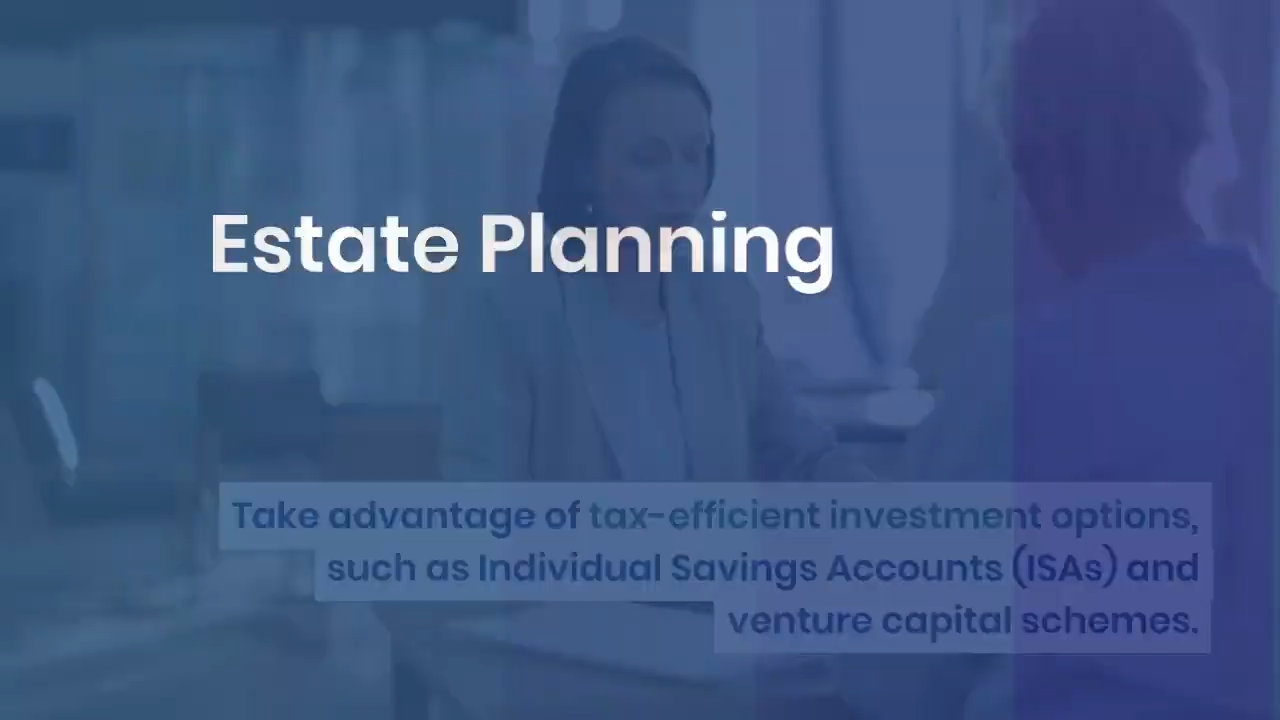 Estate Planning
Take advantage of tax-efficient investment options,
such as Individual Savings Accounts (ISAs) and
venture capital schemes.